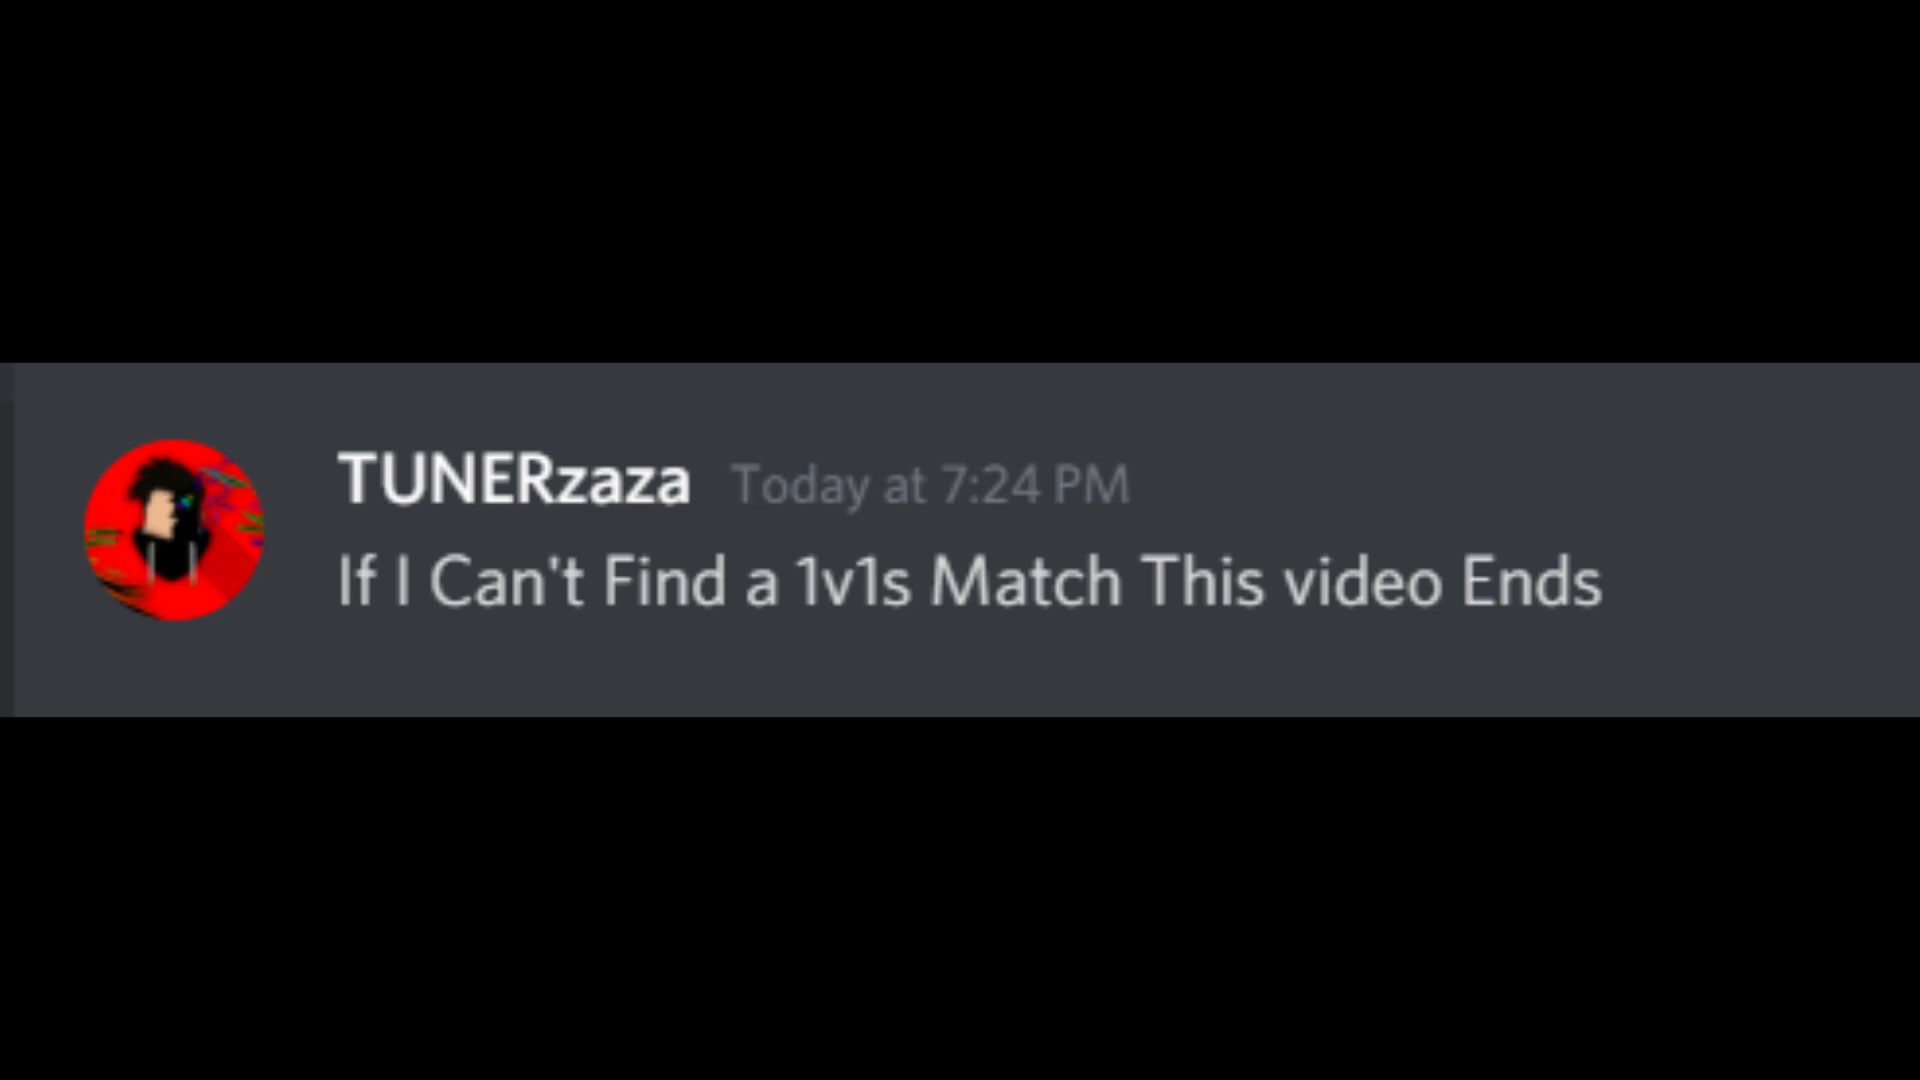 TUNERzaza Today at 7:24 PM
If I Can't Find a 1v1s Match This video Ends